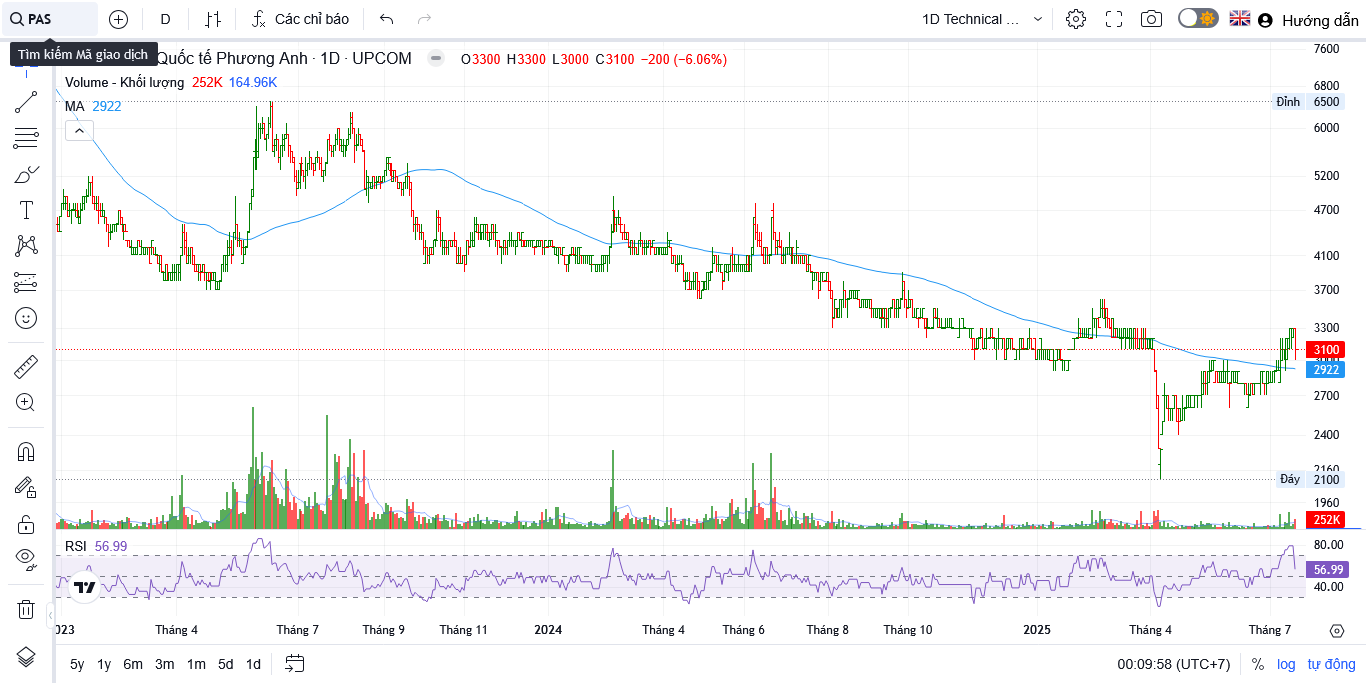 PAS
D
Các chỉ báo
1D Technical ...
Hướng dẫn
Tìm kiếm Mã giao dịch
Quốc tế Phương Anh · 1D · UPCOM
O3300 H3300 L3000 C3100 −200 (−6.06%)
Volume - Khối lượng 252K 164.96K
MA 2922
7600
6800
Đỉnh 6500
6000
5200
4700
4100
3700
3300
3100
2922
2700
2400
2160
Đáy 2100
1960
252K
RSI 56.99
80.00
56.99
40.00
023 Tháng 4 Tháng 7 Tháng 9 Tháng 11 2024 Tháng 4 Tháng 6 Tháng 8 Tháng 10 2025 Tháng 4 Tháng 7
5y 1y 6m 3m 1m 5d 1d
00:09:58 (UTC+7) % log tự động